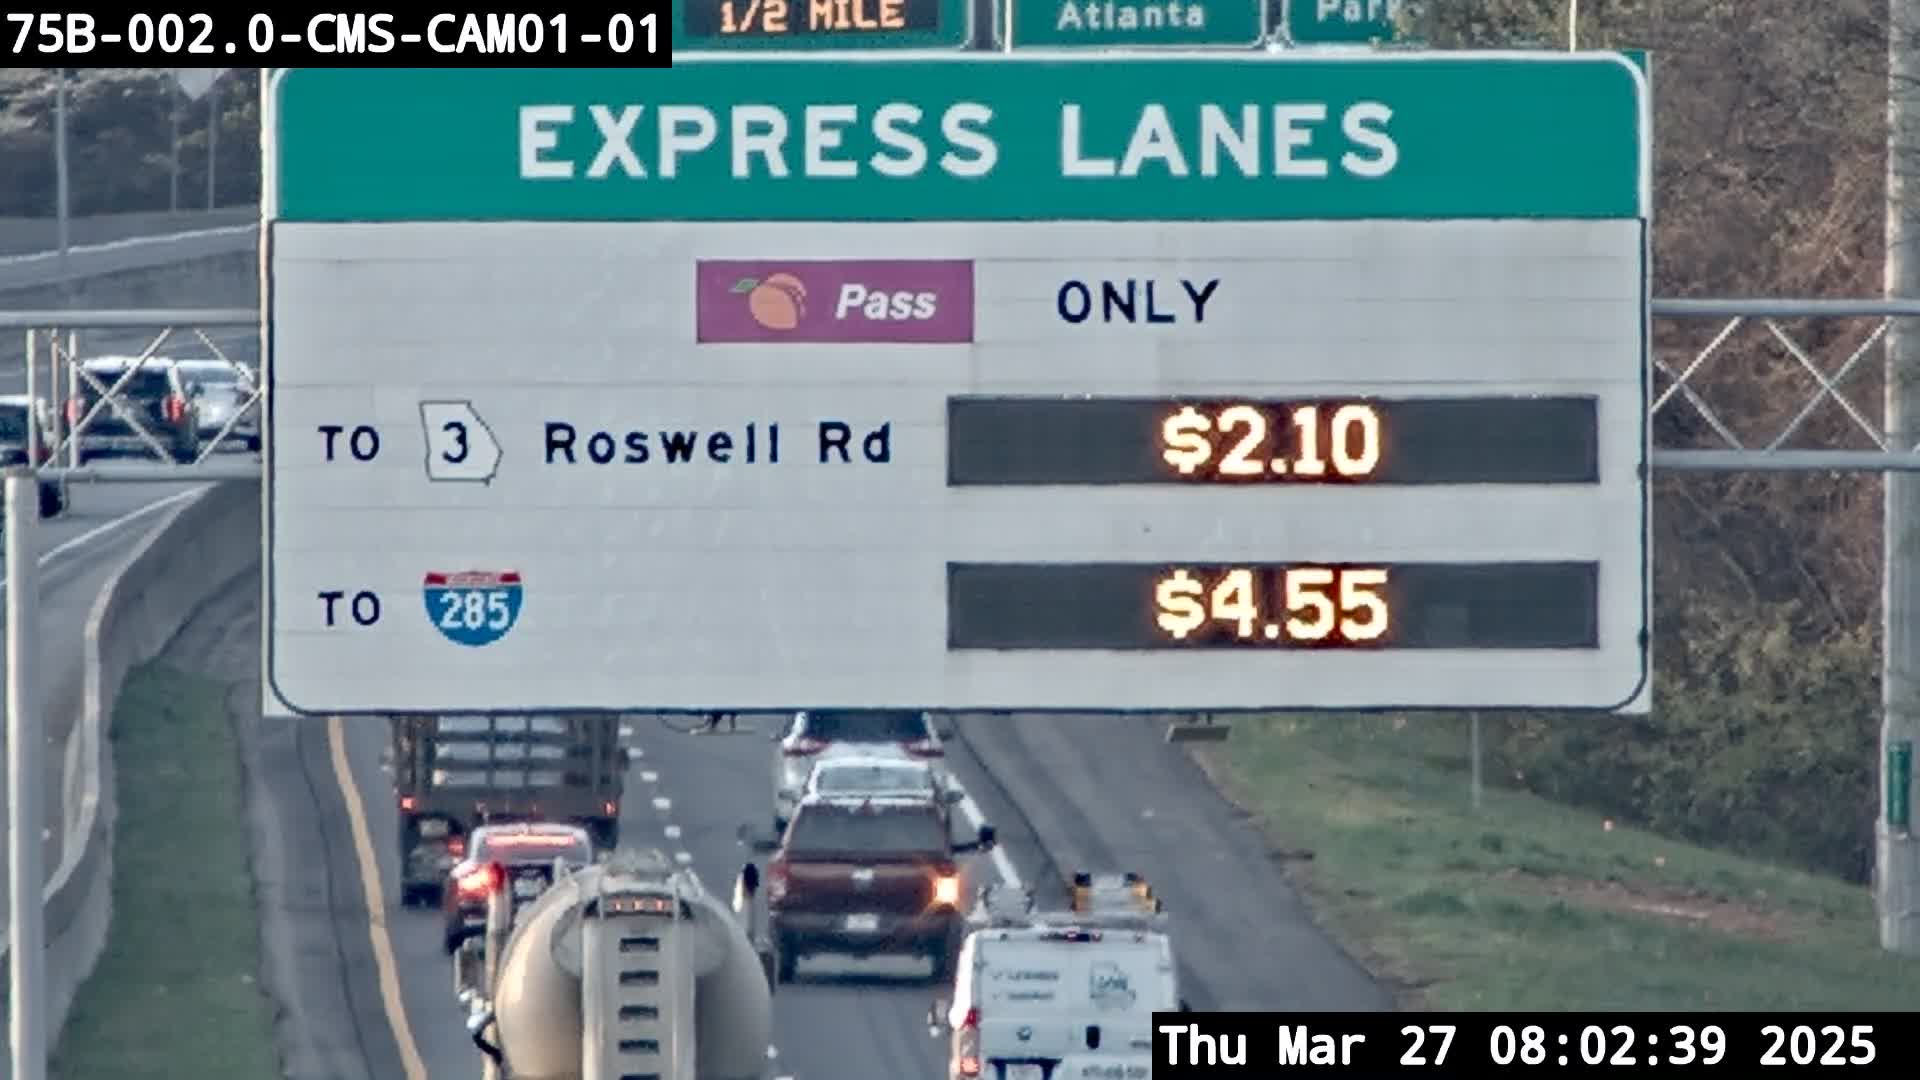 75B-002.0-CMS-CAM01-01
1/2 MILE
Atlanta
EXPRESS LANES
Pass ONLY
TO 3 Roswell Rd $2.10
TO 285 $4.55
Thu Mar 27 08:02:39 2025